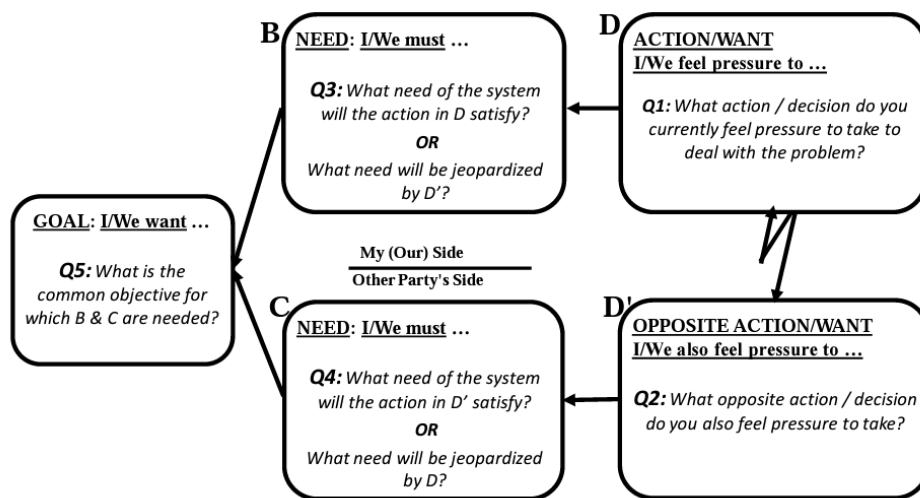 B
NEED: I/We must …
Q3: What need of the system
will the action in D satisfy?
OR
What need will be jeopardized
by D’?
D
ACTION/WANT
I/We feel pressure to …
Q1: What action / decision do you
currently feel pressure to take to
deal with the problem?
GOAL: I/We want …
Q5: What is the
common objective for
which B & C are needed?
My (Our) Side
Other Party's Side
C
NEED: I/We must …
Q4: What need of the system
will the action in D’ satisfy?
OR
What need will be jeopardized
by D?
D'
OPPOSITE ACTION/WANT
I/We also feel pressure to …
Q2: What opposite action / decision
do you also feel pressure to take?